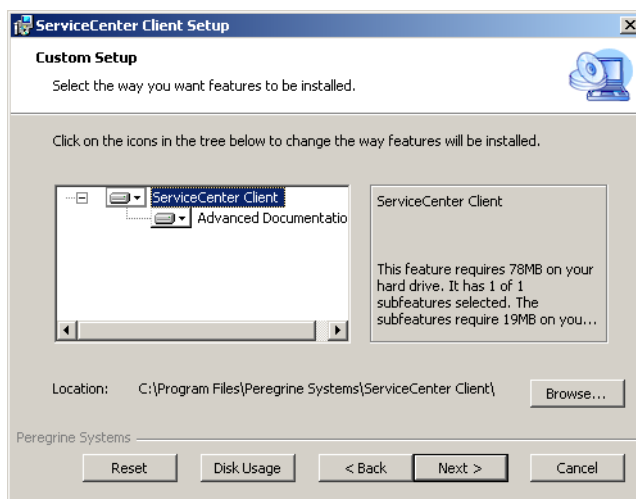 ServiceCenter Client Setup
Custom Setup
Select the way you want features to be installed.
Click on the icons in the tree below to change the way features will be installed.
ServiceCenter Client
Advanced Documentatio
ServiceCenter Client
This feature requires 78MB on your
hard drive. It has 1 of 1
subfeatures selected. The
subfeatures require 19MB on you...
Location: C:\Program Files\Peregrine Systems\ServiceCenter Client\ Browse...
Peregrine Systems
Reset Disk Usage < Back Next > Cancel